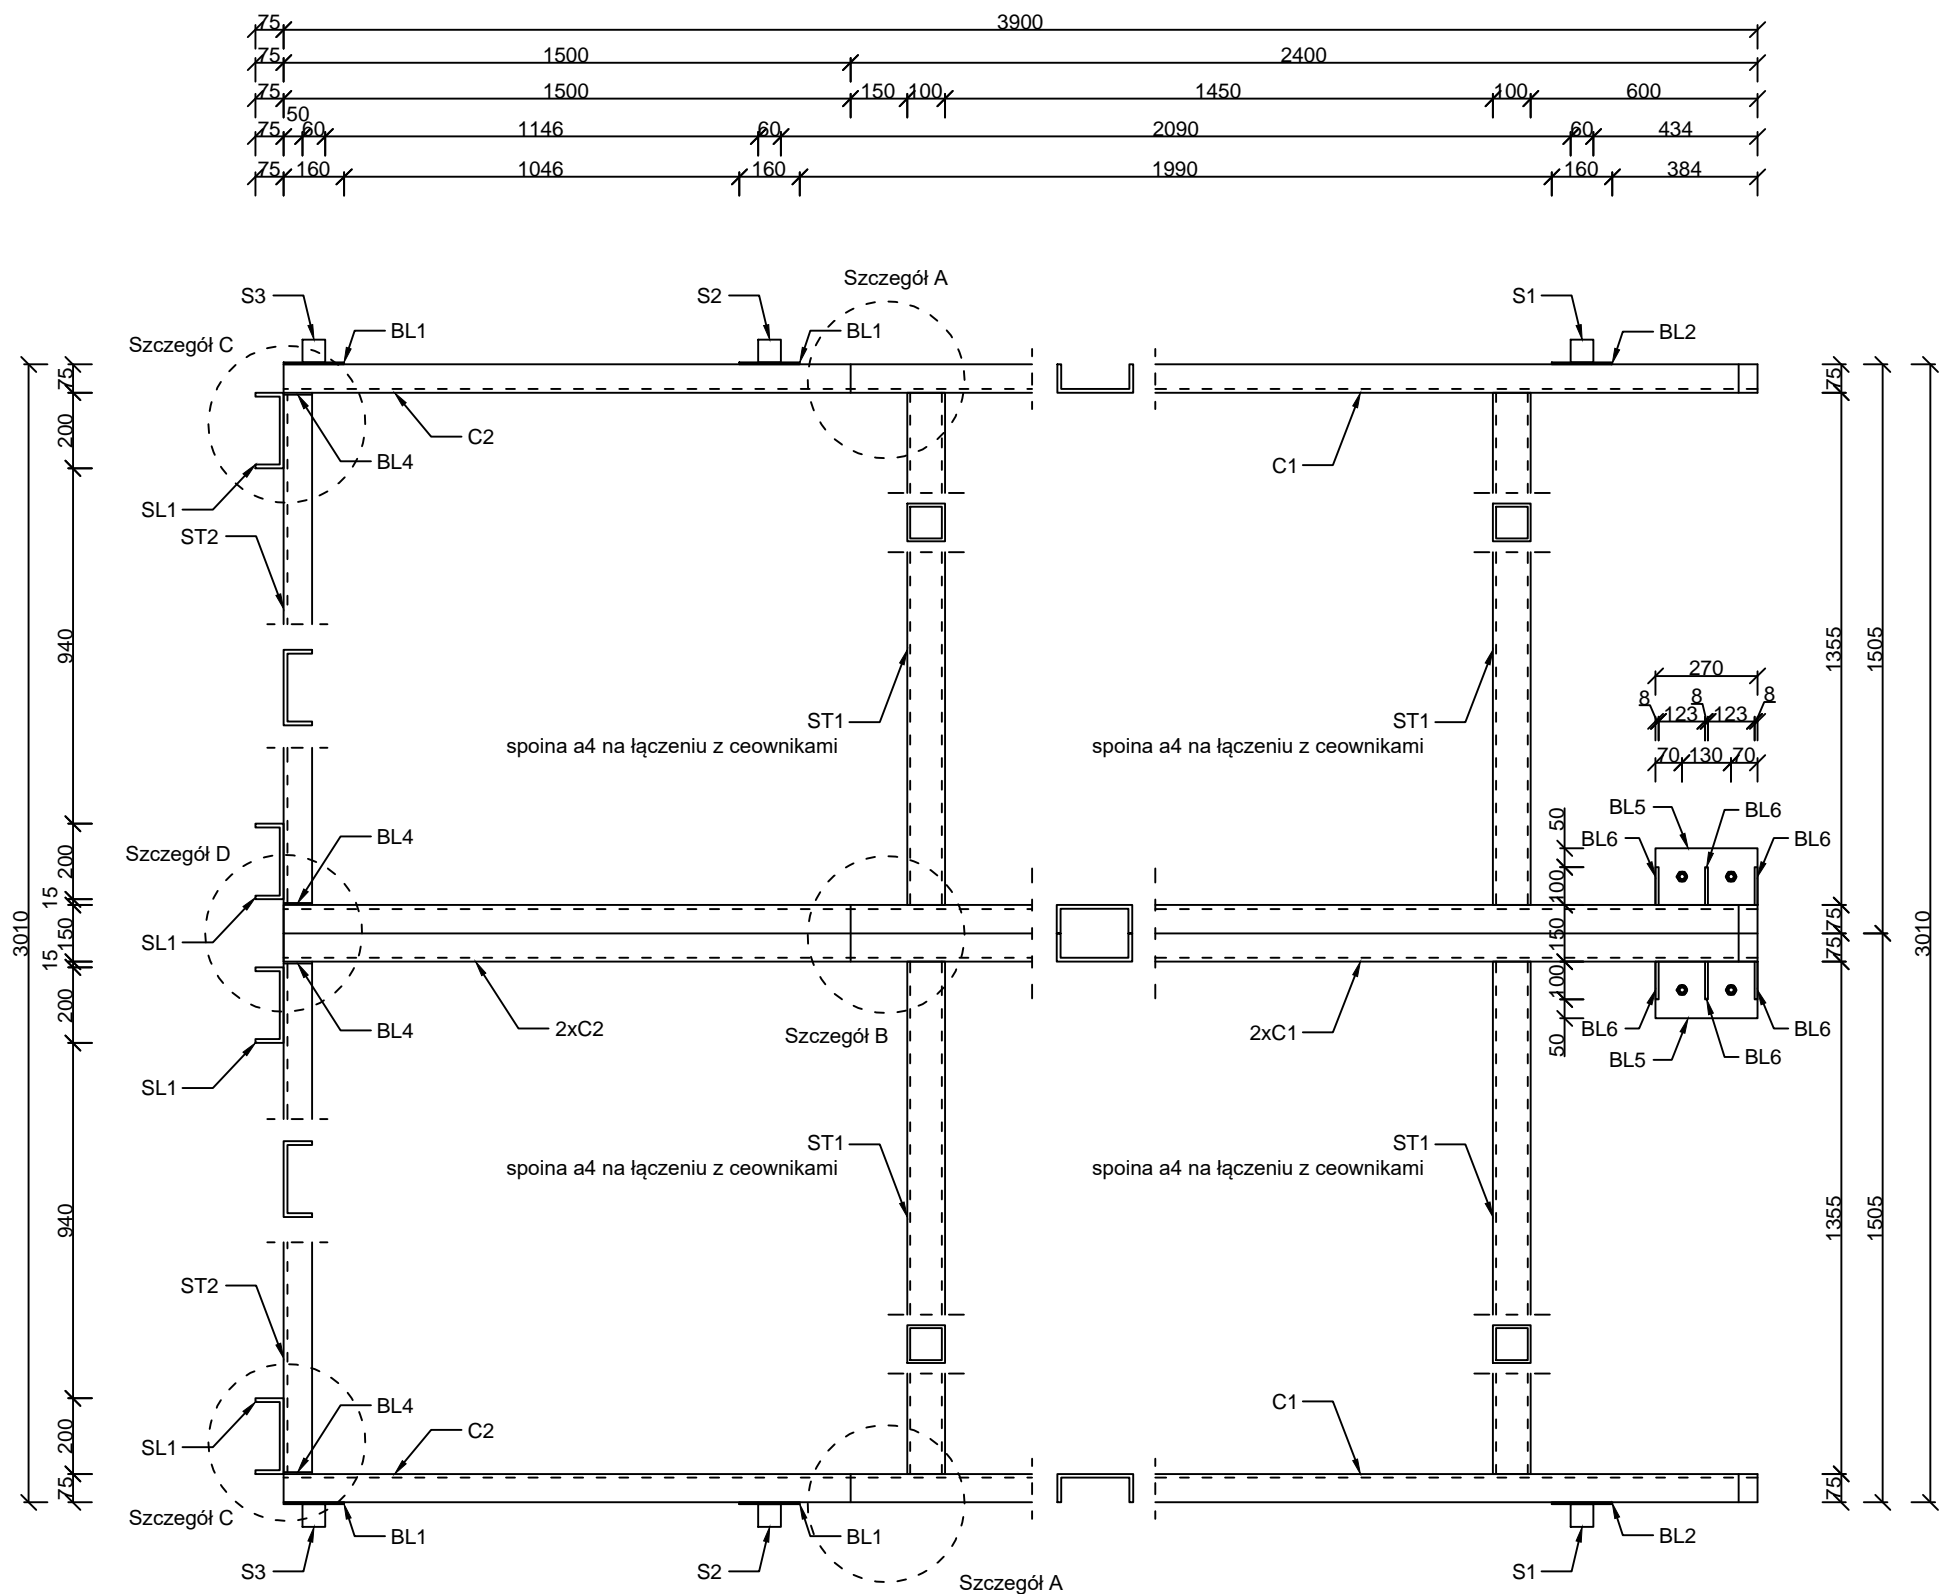 75 3900
75 1500 2400
75 1500 150 100 1450 100 600
50
75 60 1146 60 2090 60 434
75 160 1046 160 1990 160 384
Szczegół A
S3 S2 S1
BL1 BL1 BL2
Szczegół C
75 75
200
C2
BL4 C1
SL1
ST2
940 1355 1505
270
8 8 8
123 123
ST1 ST1
spoina a4 na łączeniu z ceownikami spoina a4 na łączeniu z ceownikami
70 130 70
BL5 BL6
50
BL4 BL6 BL6
Szczegół D
200
100
15
SL1
3010 150 150 75 75 3010
15
200 100
BL4 2xC2 Szczegół B 2xC1 BL6 BL6
50
BL5 BL6
SL1
ST1 ST1
spoina a4 na łączeniu z ceownikami spoina a4 na łączeniu z ceownikami
940 1355 1505
ST2
BL4 C1
C2
200
SL1
75 75
Szczegół C
BL1 BL1 BL2
S3 S2 S1
Szczegół A